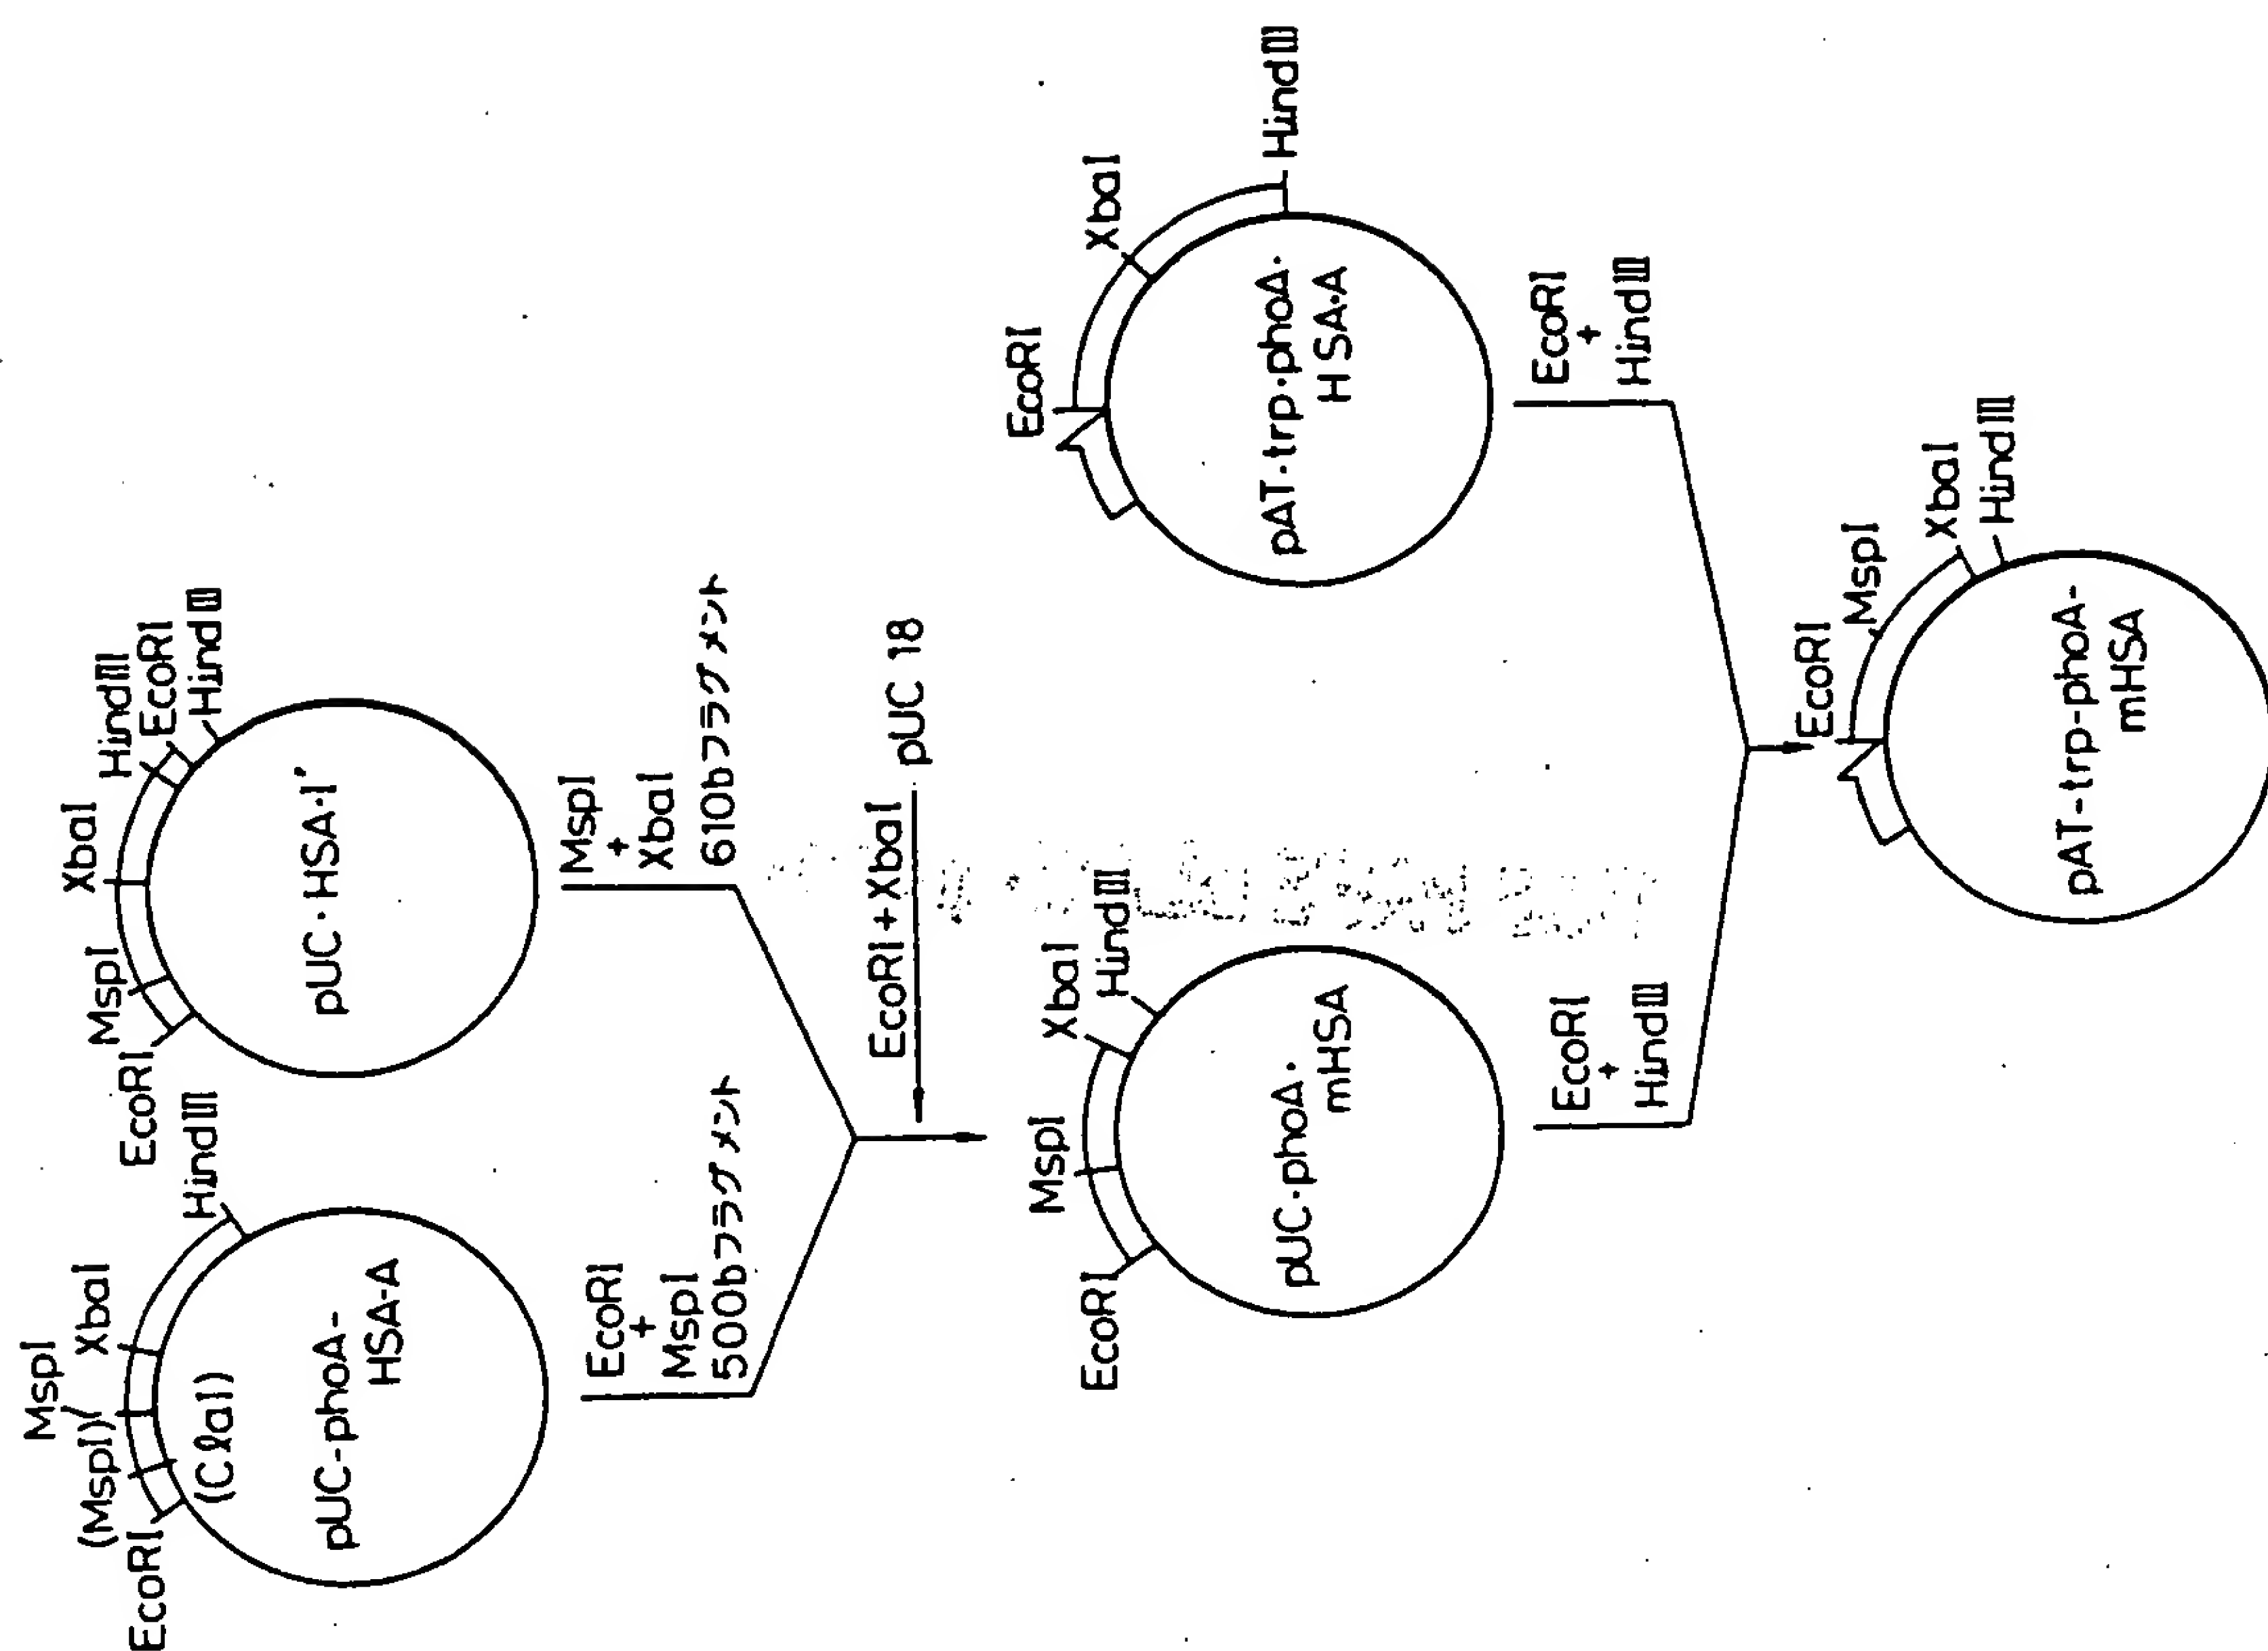 MspI
(MspI)
XbaI
EcoRI
HindIII
(ClaI)
pUC-phoA-
HSA-A
EcoRI
MspI
XbaI
HindIII
EcoRI
HindIII
pUC·HSA·I'
EcoRI
+
MspI
500bフラグメント
MspI
+
XbaI
610bフラグメント
EcoRI+XbaI
pUC 18
EcoRI
MspI
XbaI
HindIII
pUC·phoA·
mHSA
EcoRI
XbaI
HindIII
pAT·trp·phoA·
HSA·A
EcoRI
+
HindIII
EcoRI
+
HindIII
EcoRI
MspI
XbaI
HindIII
pAT-trp-phoA-
mHSA